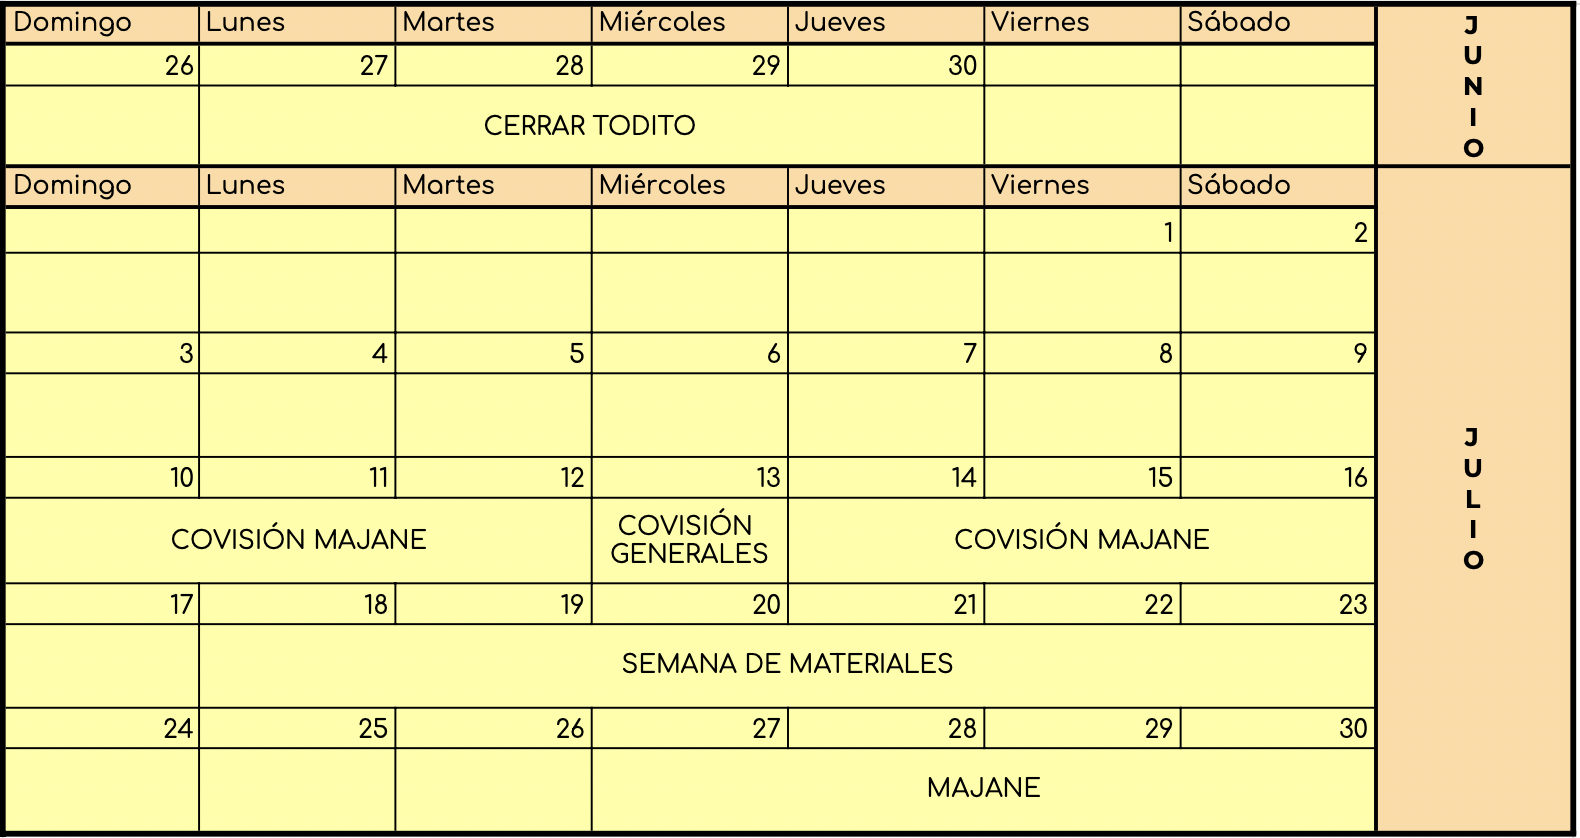 Domingo Lunes Martes Miércoles Jueves Viernes Sábado
JUNIO
26 27 28 29 30
CERRAR TODITO
Domingo Lunes Martes Miércoles Jueves Viernes Sábado
JULIO
1 2
3 4 5 6 7 8 9
10 11 12 13 14 15 16
COVISIÓN MAJANE
COVISIÓN
GENERALES
COVISIÓN MAJANE
17 18 19 20 21 22 23
SEMANA DE MATERIALES
24 25 26 27 28 29 30
MAJANE